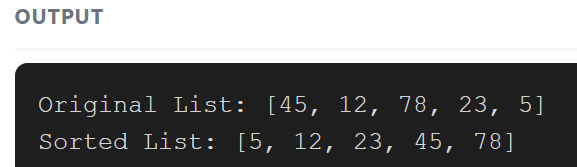 OUTPUT
Original List: [45, 12, 78, 23, 5]
Sorted List: [5, 12, 23, 45, 78]